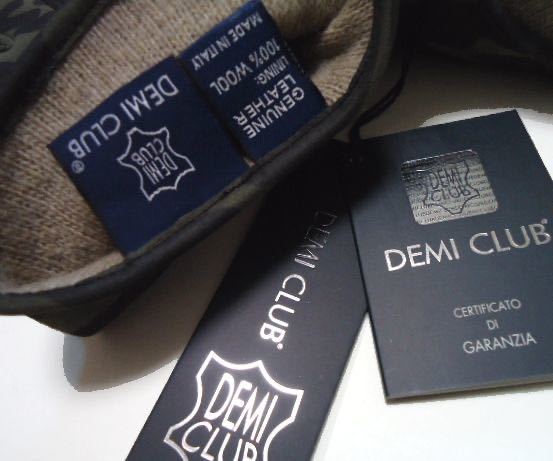 GENUINE
LEATHER
LINING:
100% WOOL
MADE IN ITALY
DEMI CLUB®
DEMI
CLUB
DEMI CLUB®
DEMI
CLUB
DEMI
CLUB
DEMI CLUB®
CERTIFICATO
DI
GARANZIA